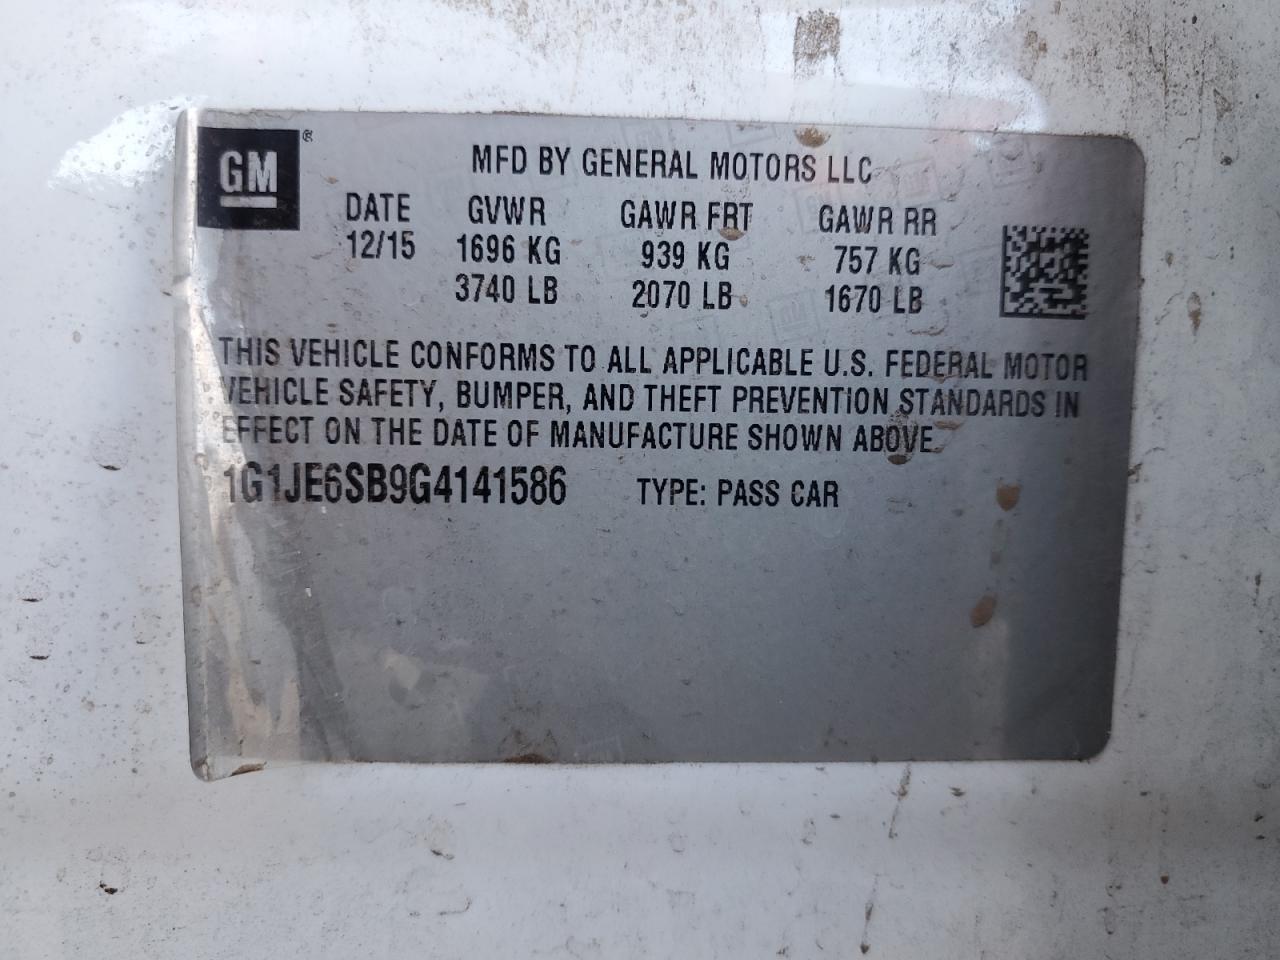 GM ®
MFD BY GENERAL MOTORS LLC
DATE GVWR GAWR FRT GAWR RR
12/15 1696 KG 939 KG 757 KG
3740 LB 2070 LB 1670 LB
THIS VEHICLE CONFORMS TO ALL APPLICABLE U.S. FEDERAL MOTOR
VEHICLE SAFETY, BUMPER, AND THEFT PREVENTION STANDARDS IN
EFFECT ON THE DATE OF MANUFACTURE SHOWN ABOVE.
1G1JE6SB9G4141586 TYPE: PASS CAR